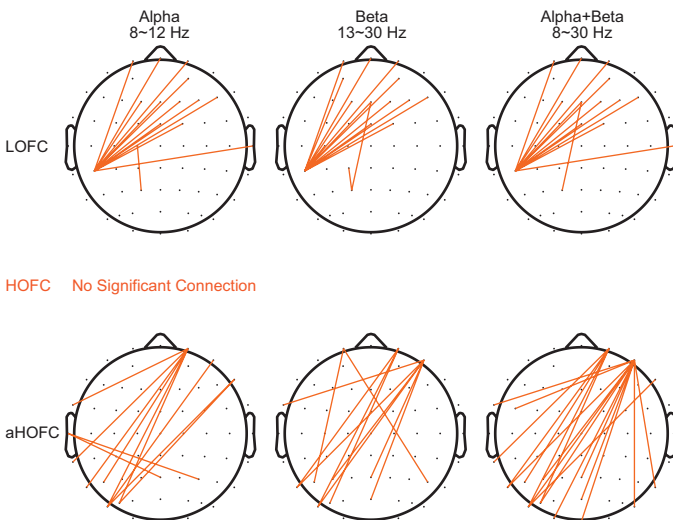 Alpha
8~12 Hz
Beta
13~30 Hz
Alpha+Beta
8~30 Hz
LOFC
HOFC No Significant Connection
aHOFC